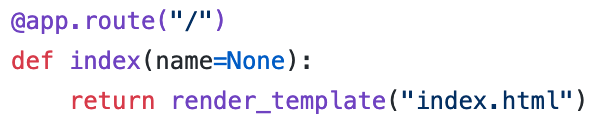 @app.route("/")
def index(name=None):
    return render_template("index.html")